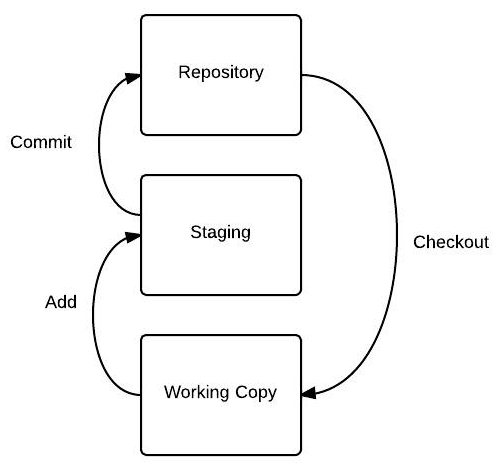 Repository
Commit
Staging
Checkout
Add
Working Copy